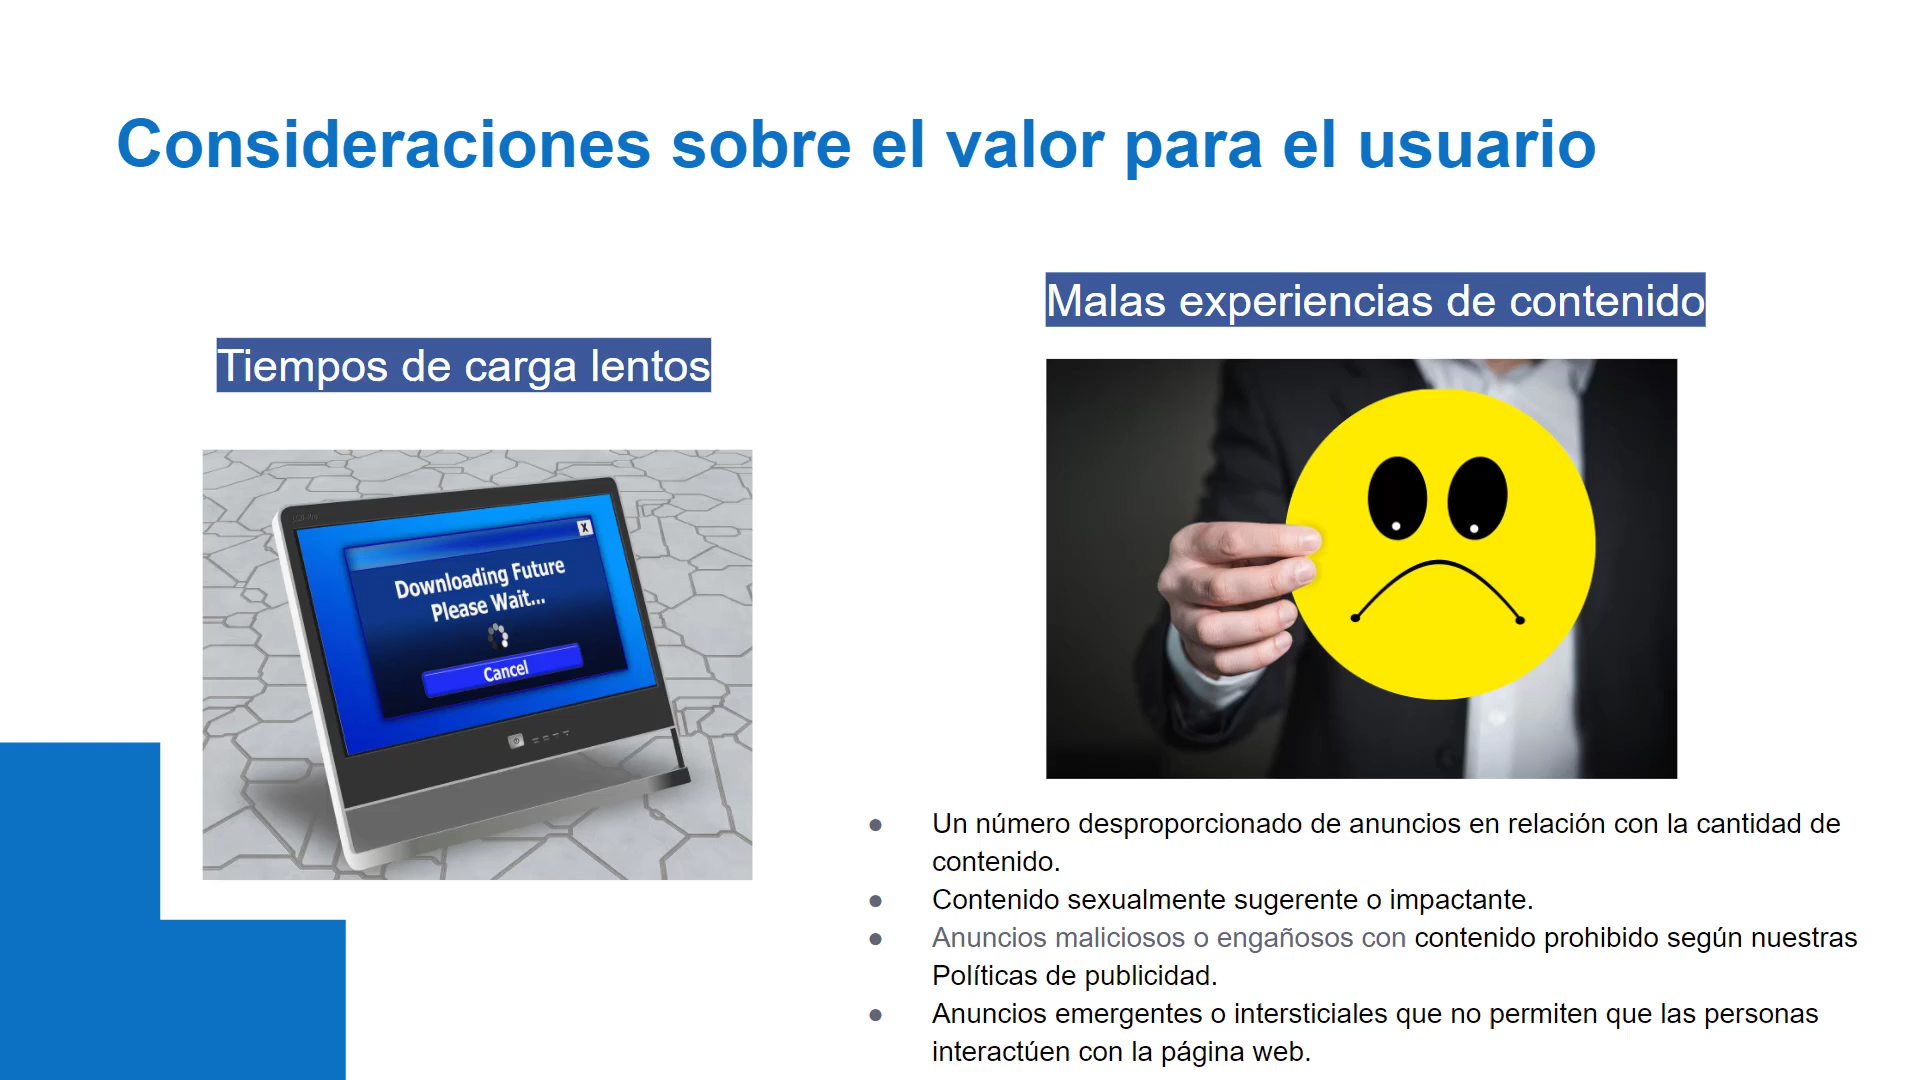 Consideraciones sobre el valor para el usuario
Tiempos de carga lentos
X
Downloading Future
Please Wait...
Cancel
Malas experiencias de contenido
● Un número desproporcionado de anuncios en relación con la cantidad de
contenido.
● Contenido sexualmente sugerente o impactante.
● Anuncios maliciosos o engañosos con contenido prohibido según nuestras
Políticas de publicidad.
● Anuncios emergentes o intersticiales que no permiten que las personas
interactúen con la página web.